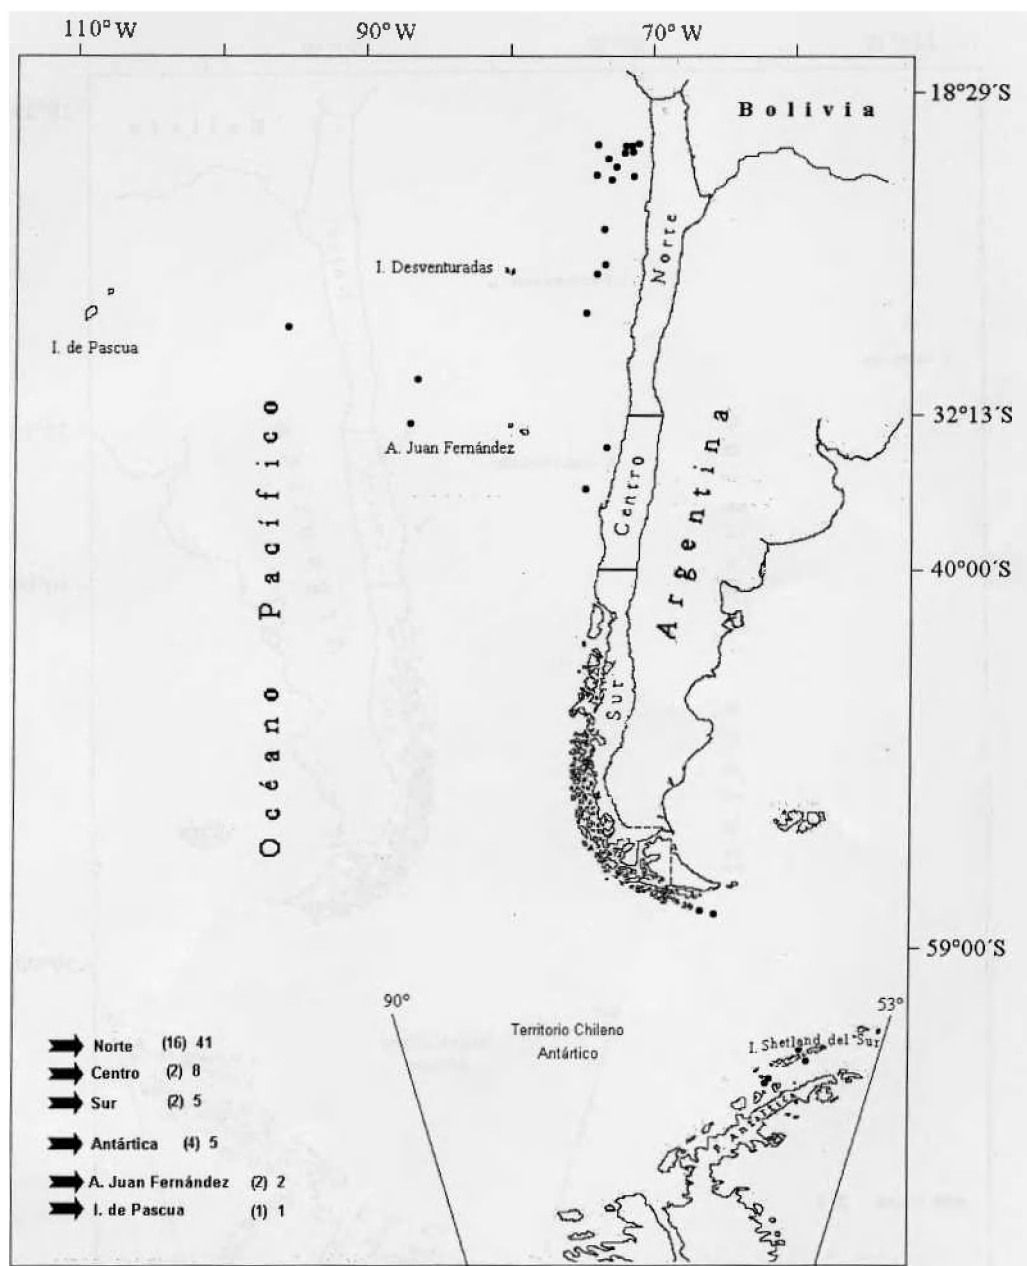 110° W
90° W
70° W
18°29´S
Bolivia
Norte
I. Desventuradas
I. de Pascua
32°13´S
A. Juan Fernández
Centro
Argentina
Océano Pacífico
40°00´S
Sur
59°00´S
90°
53°
Territorio Chileno
Antártico
I. Shetland del Sur
Norte (16) 41
Centro (2) 8
Sur (2) 5
Antártica (4) 5
A. Juan Fernández (2) 2
I. de Pascua (1) 1